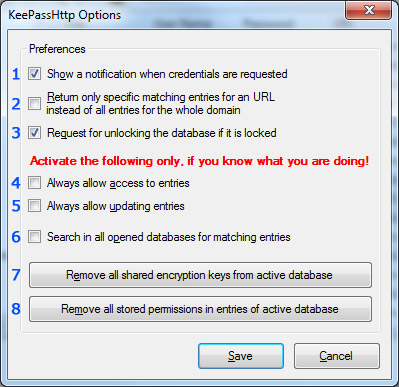 KeePassHttp Options
Preferences
1 Show a notification when credentials are requested
2 Return only specific matching entries for an URL
instead of all entries for the whole domain
3 Request for unlocking the database if it is locked
Activate the following only, if you know what you are doing!
4 Always allow access to entries
5 Always allow updating entries
6 Search in all opened databases for matching entries
7 Remove all shared encryption keys from active database
8 Remove all stored permissions in entries of active database
Save Cancel